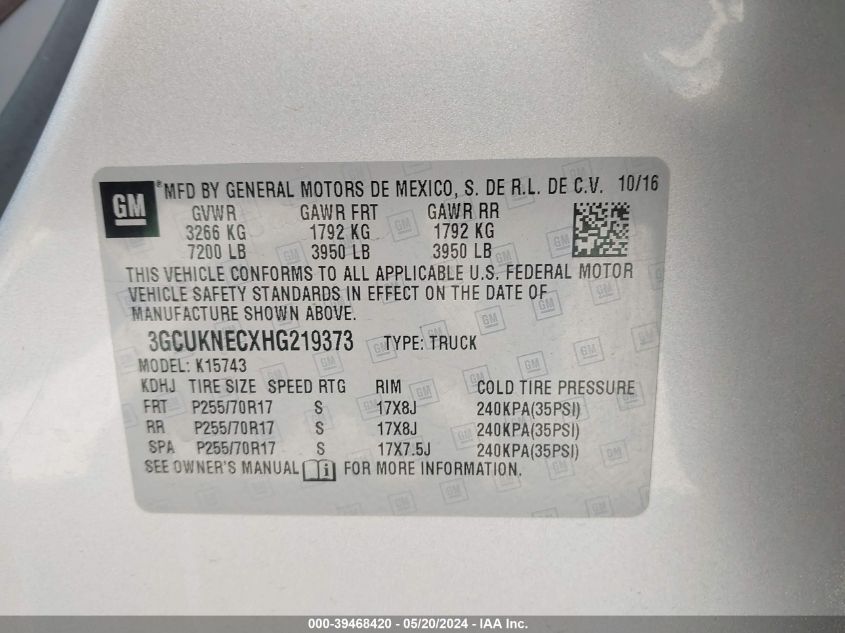 GM
®MFD BY GENERAL MOTORS DE MEXICO, S. DE R.L. DE C.V. 10/16
GVWR GAWR FRT GAWR RR
3266 KG 1792 KG 1792 KG
7200 LB 3950 LB 3950 LB
THIS VEHICLE CONFORMS TO ALL APPLICABLE U.S. FEDERAL MOTOR
VEHICLE SAFETY STANDARDS IN EFFECT ON THE DATE OF
MANUFACTURE SHOWN ABOVE.
3GCUKNECXHG219373 TYPE: TRUCK
MODEL: K15743
KDHJ TIRE SIZE SPEED RTG RIM COLD TIRE PRESSURE
FRT P255/70R17 S 17X8J 240KPA(35PSI)
RR P255/70R17 S 17X8J 240KPA(35PSI)
SPA P255/70R17 S 17X7.5J 240KPA(35PSI)
SEE OWNER'S MANUAL i FOR MORE INFORMATION.
000-39468420 - 05/20/2024 - IAA Inc.